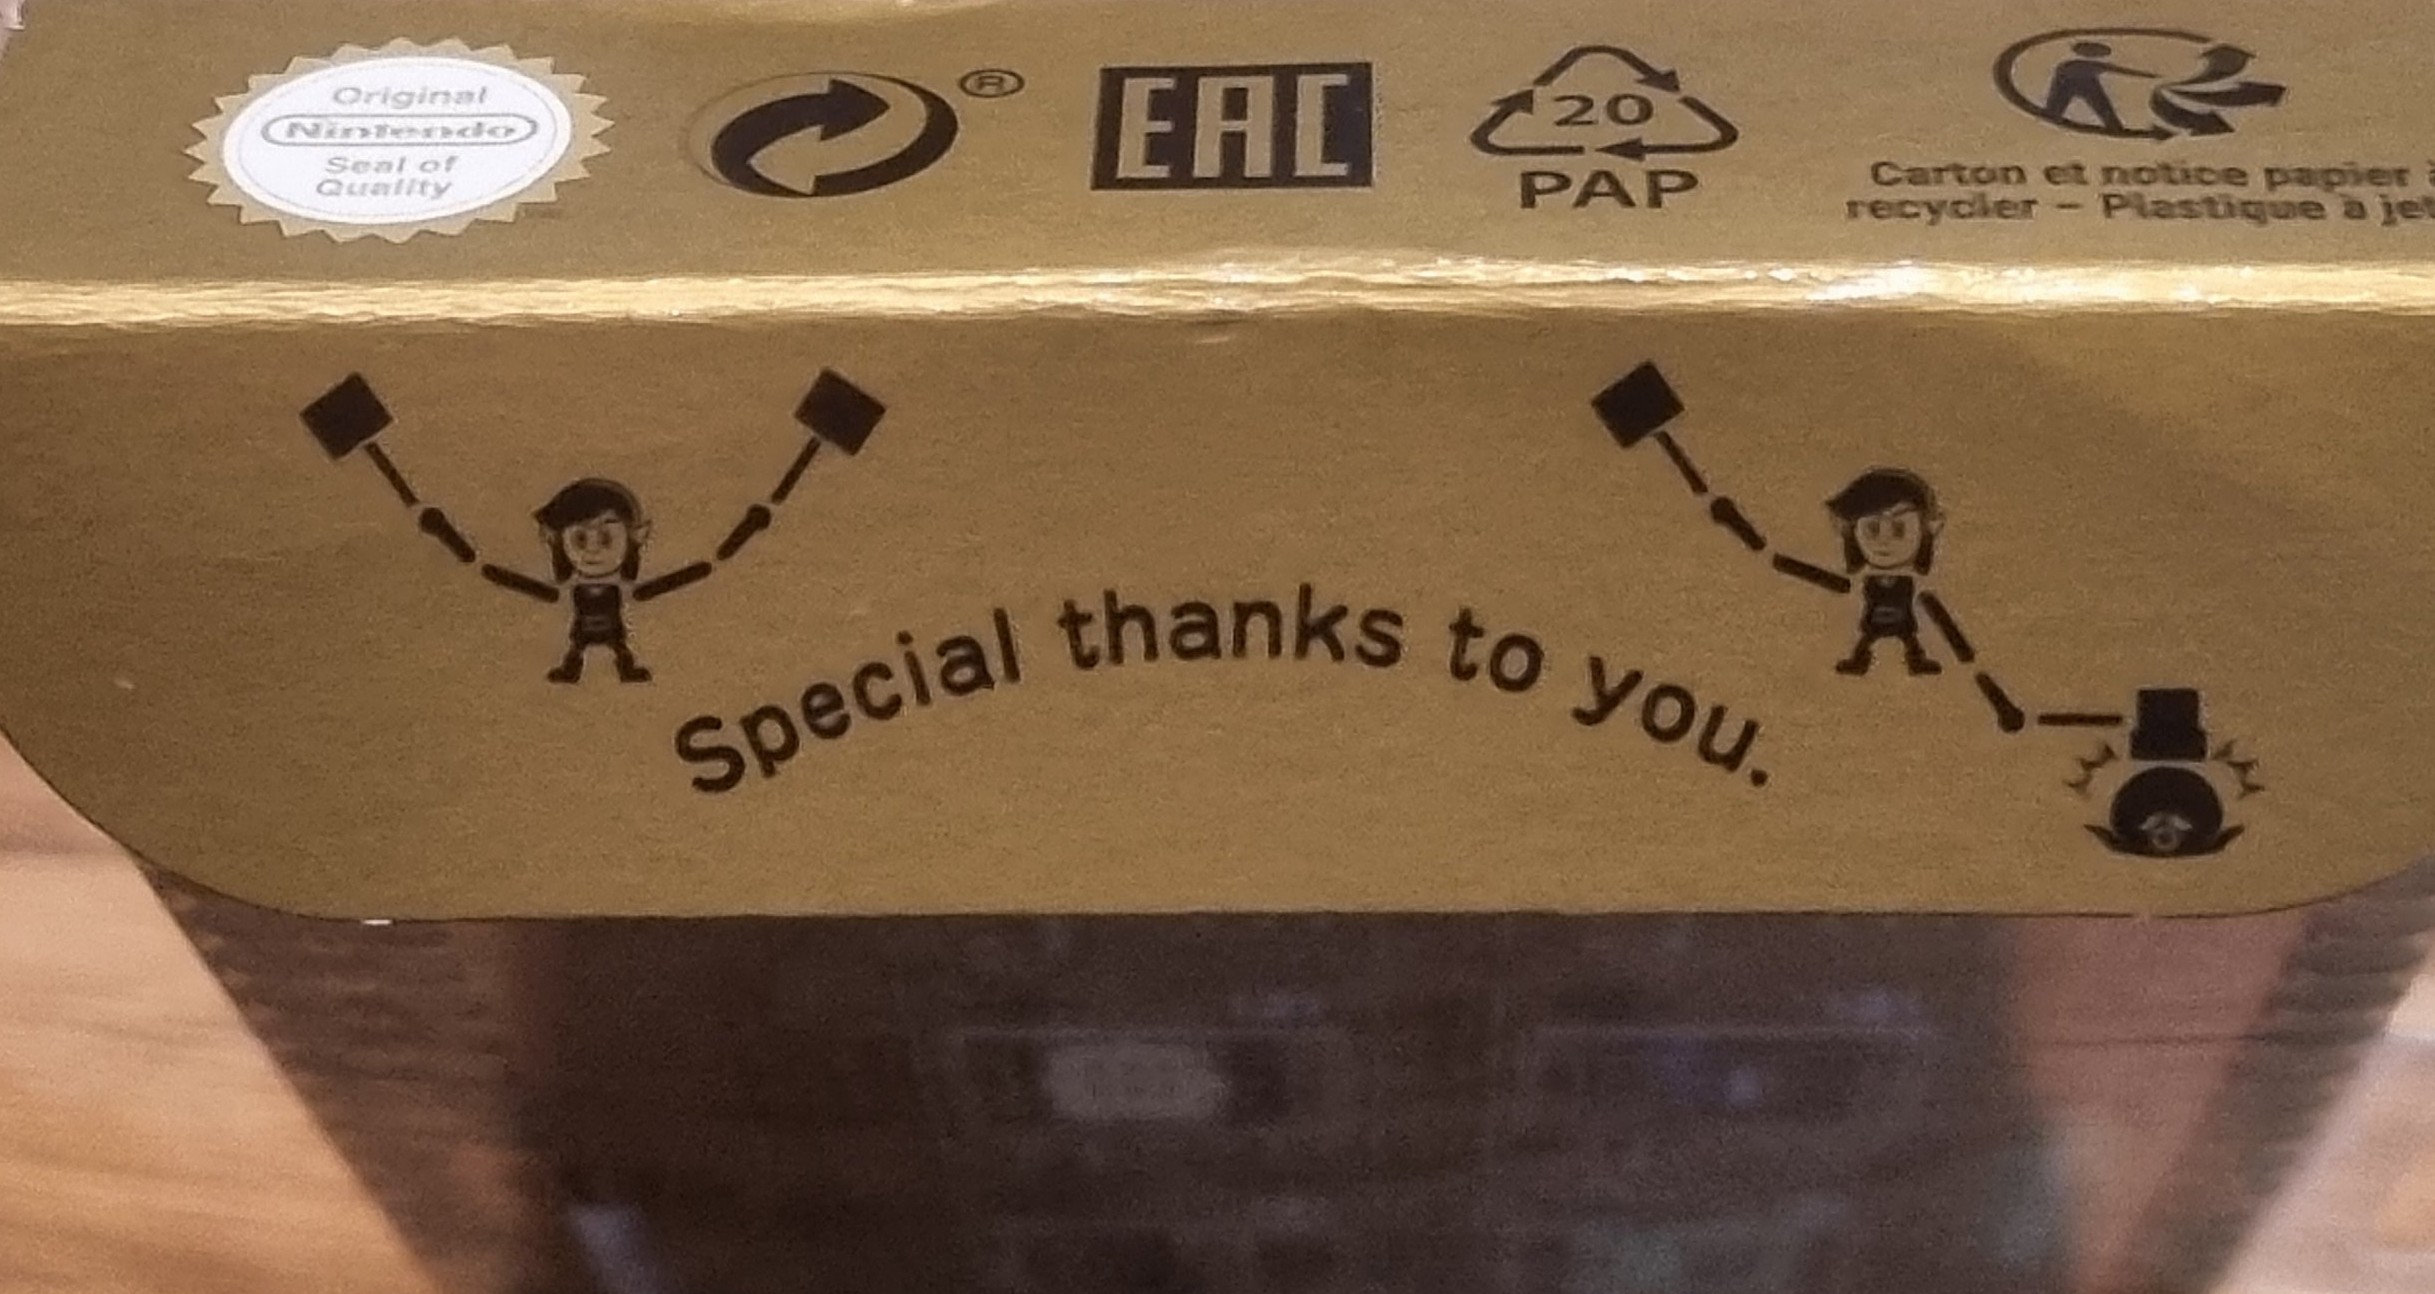 Original
Nintendo
Seal of
Quality
®
EAC
20
PAP
Carton et notice papier à
recycler – Plastique à
Special thanks to you.